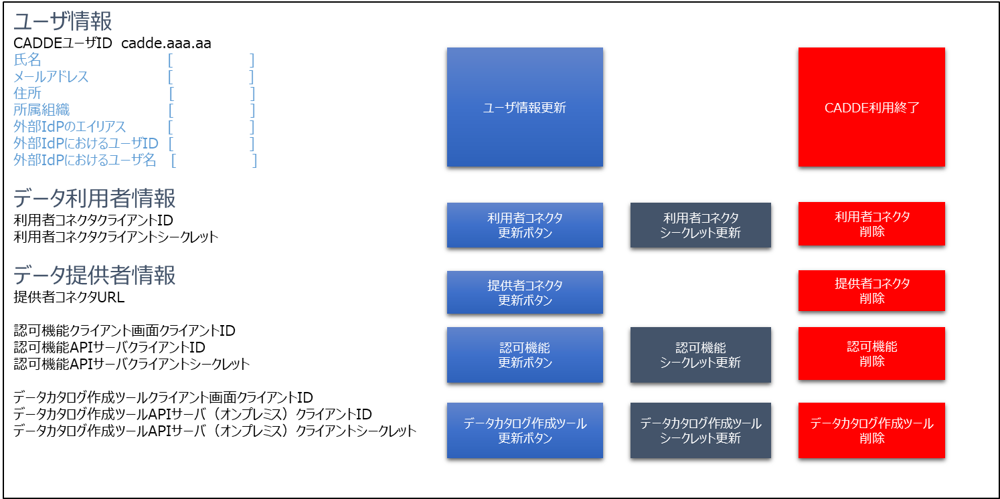 ユーザ情報
CADDEユーザID cadde.aaa.aa
氏名 [ ]
メールアドレス [ ]
住所 [ ]
所属組織 [ ]
外部IdPのエイリアス [ ]
外部IdPにおけるユーザID [ ]
外部IdPにおけるユーザ名 [ ]
ユーザ情報更新
CADDE利用終了
データ利用者情報
利用者コネクタクライアントID
利用者コネクタクライアントシークレット
利用者コネクタ
更新ボタン
利用者コネクタ
シークレット更新
利用者コネクタ
削除
データ提供者情報
提供者コネクタURL
提供者コネクタ
更新ボタン
提供者コネクタ
削除
認可機能クライアント画面クライアントID
認可機能APIサーバクライアントID
認可機能APIサーバクライアントシークレット
認可機能
更新ボタン
認可機能
シークレット更新
認可機能
削除
データカタログ作成ツールクライアント画面クライアントID
データカタログ作成ツールAPIサーバ（オンプレミス）クライアントID
データカタログ作成ツールAPIサーバ（オンプレミス）クライアントシークレット
データカタログ作成ツール
更新ボタン
データカタログ作成ツール
シークレット更新
データカタログ作成ツール
削除